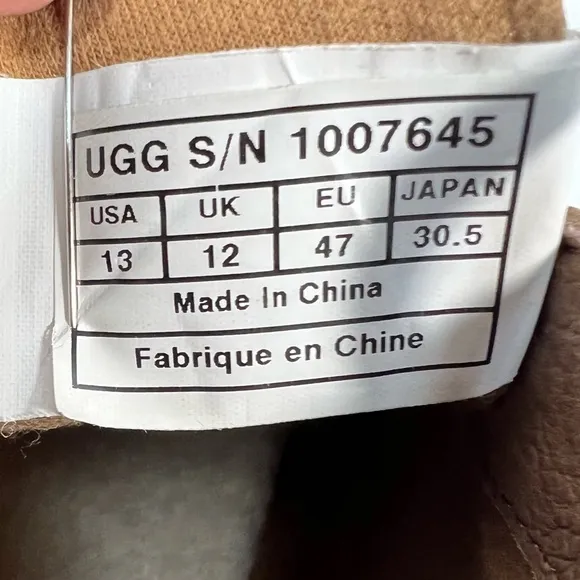 UGG S/N 1007645
USA UK EU JAPAN
13 12 47 30.5
Made In China
Fabrique en Chine